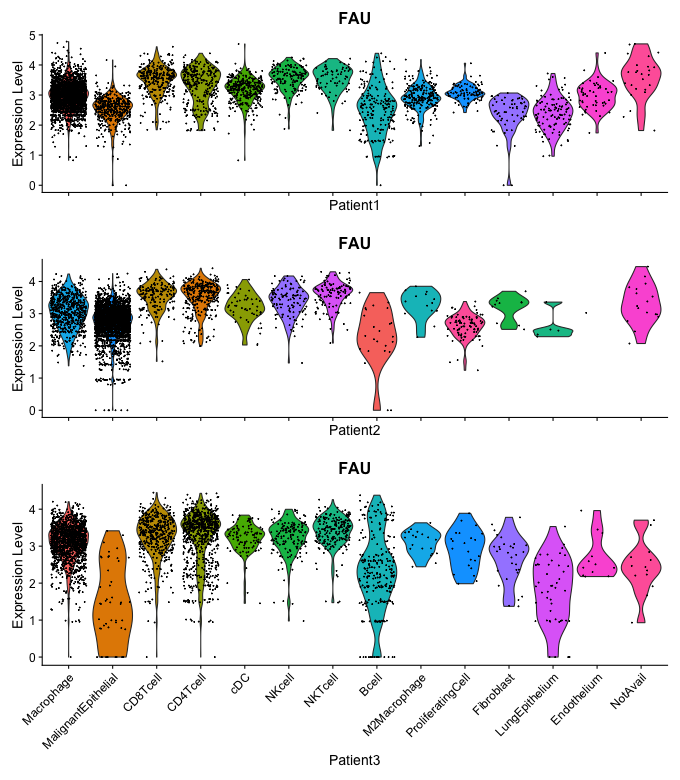 FAU
5
4
3
2
1
0
Expression Level
Patient1
FAU
4
3
2
1
0
Expression Level
Patient2
FAU
4
3
2
1
0
Expression Level
Macrophage
MalignantEpithelial
CD8Tcell
CD4Tcell
cDC
NKcell
NKTcell
Bcell
M2Macrophage
ProliferatingCell
Fibroblast
LungEpithelium
Endothelium
NotAvail
Patient3